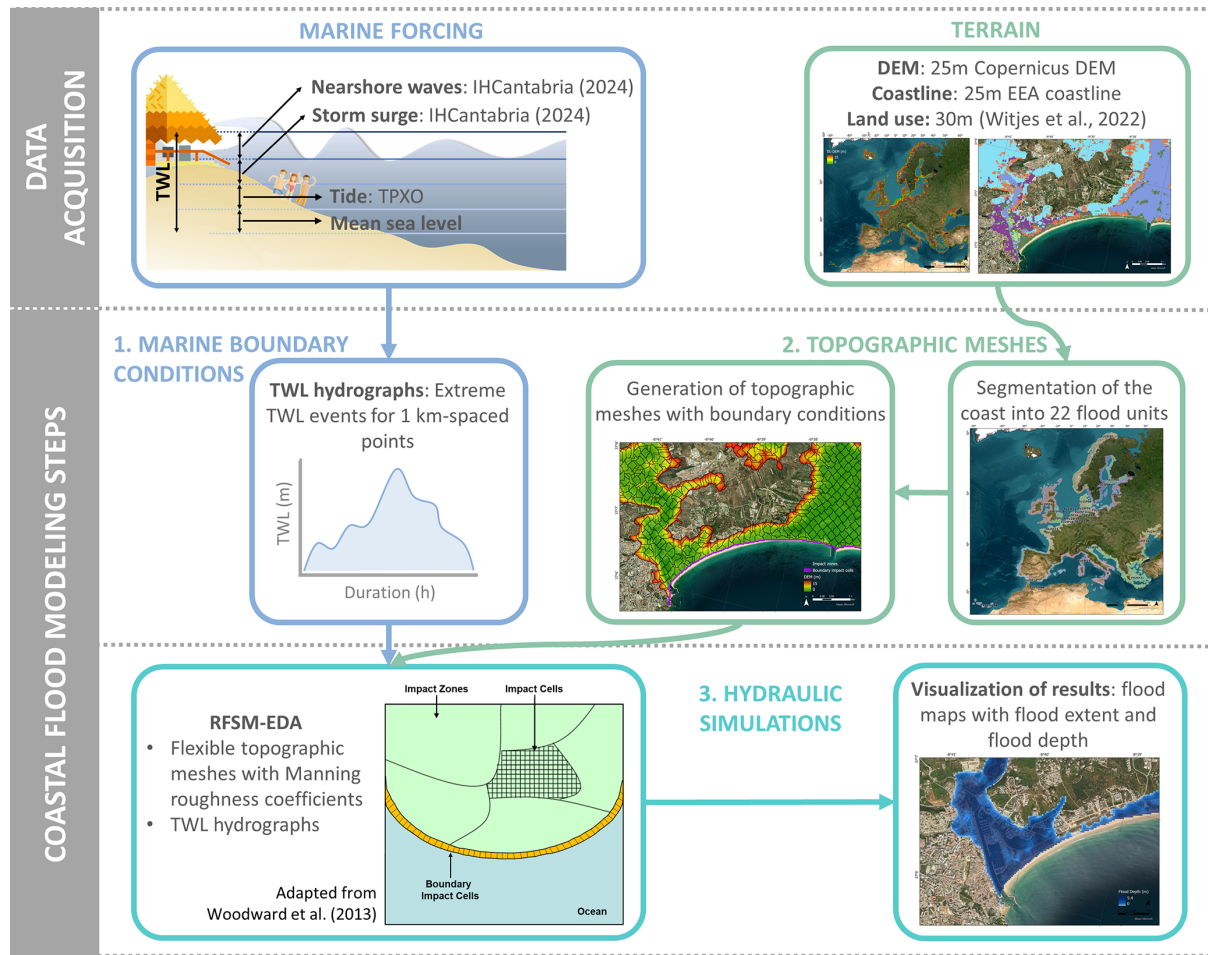 DATA
ACQUISITION
MARINE FORCING
Nearshore waves: IHCantabria (2024)
Storm surge: IHCantabria (2024)
TWL
Tide: TPXO
Mean sea level
TERRAIN
DEM: 25m Copernicus DEM
Coastline: 25m EEA coastline
Land use: 30m (Witjes et al., 2022)
COASTAL FLOOD MODELING STEPS
1. MARINE BOUNDARY
CONDITIONS
TWL hydrographs: Extreme
TWL events for 1 km-spaced
points
TWL (m)
Duration (h)
2. TOPOGRAPHIC MESHES
Generation of topographic
meshes with boundary conditions
Impact zones
Boundary impact cells
DEM (m)
15
0
Segmentation of the
coast into 22 flood units
RFSM-EDA
• Flexible topographic
meshes with Manning
roughness coefficients
• TWL hydrographs
Adapted from
Woodward et al. (2013)
Impact Zones
Impact Cells
Boundary
Impact Cells
Ocean
3. HYDRAULIC
SIMULATIONS
Visualization of results: flood
maps with flood extent and
flood depth
Flood Depth (m)
5.4
0